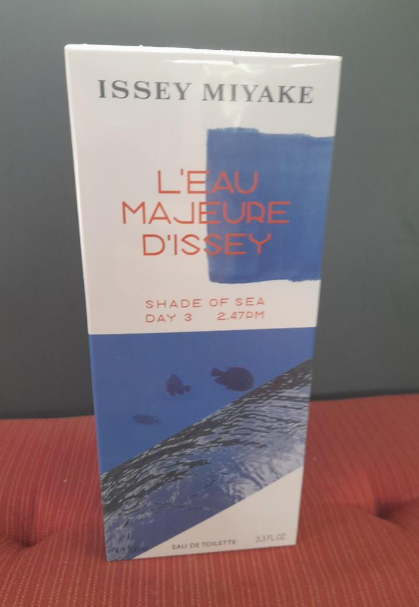 ISSEY MIYAKE
L'EAU
MAJEURE
D'ISSEY
SHADE OF SEA
DAY 3 2.47PM
EAU DE TOILETTE 3.3 FL.OZ